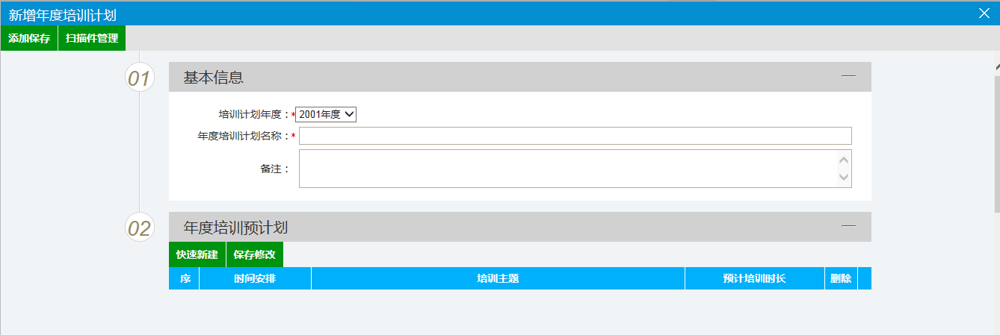 新增年度培训计划
添加保存 扫描件管理
01 基本信息
培训计划年度：* 2001年度
年度培训计划名称：*
备注：
02 年度培训预计划
快速新建 保存修改
序 时间安排 培训主题 预计培训时长 删除